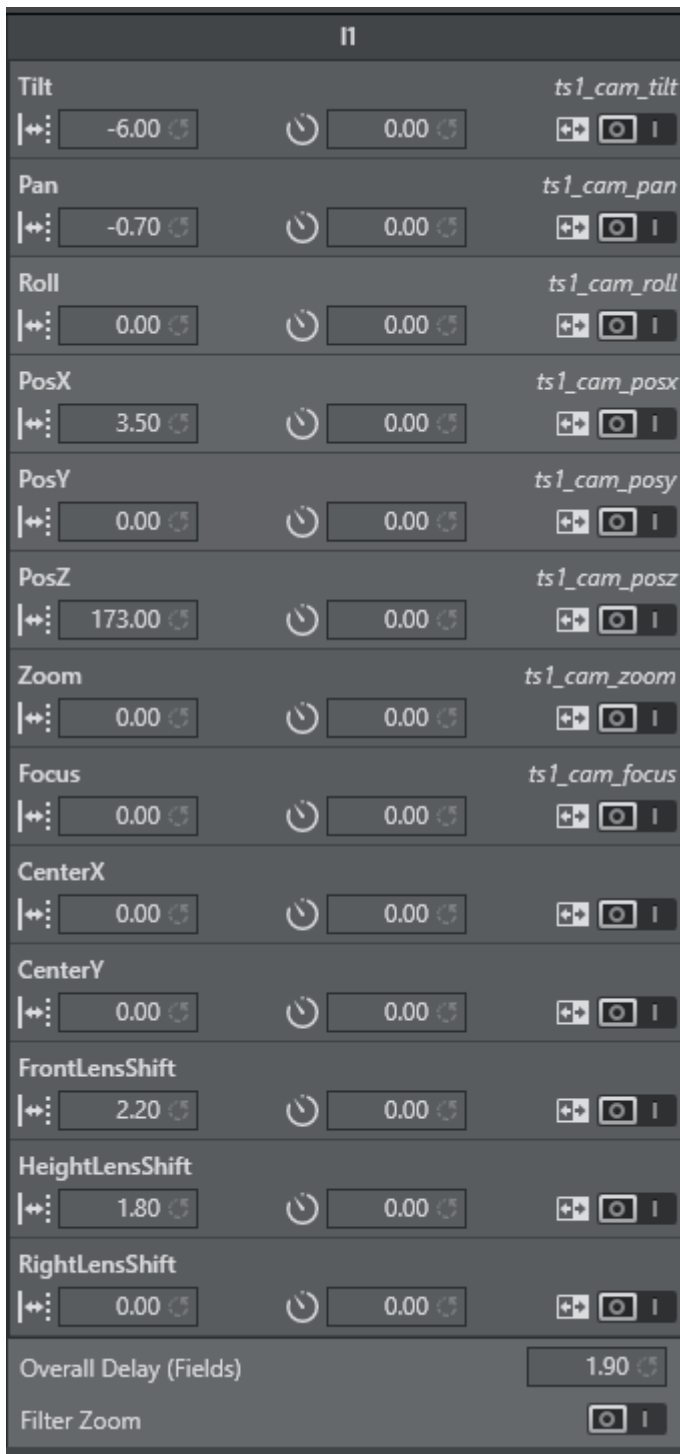 I1
Tilt ts1_cam_tilt
-6.00 0.00
Pan ts1_cam_pan
-0.70 0.00
Roll ts1_cam_roll
0.00 0.00
PosX ts1_cam_posx
3.50 0.00
PosY ts1_cam_posy
0.00 0.00
PosZ ts1_cam_posz
173.00 0.00
Zoom ts1_cam_zoom
0.00 0.00
Focus ts1_cam_focus
0.00 0.00
CenterX
0.00 0.00
CenterY
0.00 0.00
FrontLensShift
2.20 0.00
HeightLensShift
1.80 0.00
RightLensShift
0.00 0.00
Overall Delay (Fields) 1.90
Filter Zoom